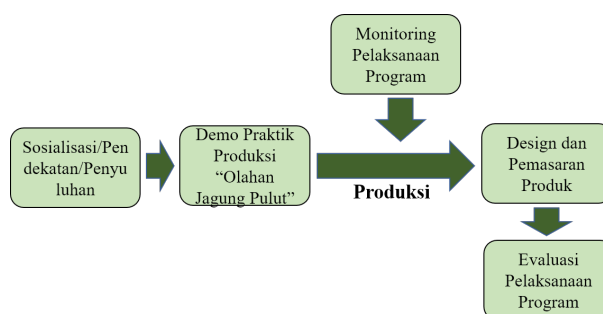 Monitoring
Pelaksanaan
Program
Sosialisasi/Pen
dekatan/Penyu
luhan
Demo Praktik
Produksi
“Olahan
Jagung Pulut”
Produksi
Design dan
Pemasaran
Produk
Evaluasi
Pelaksanaan
Program